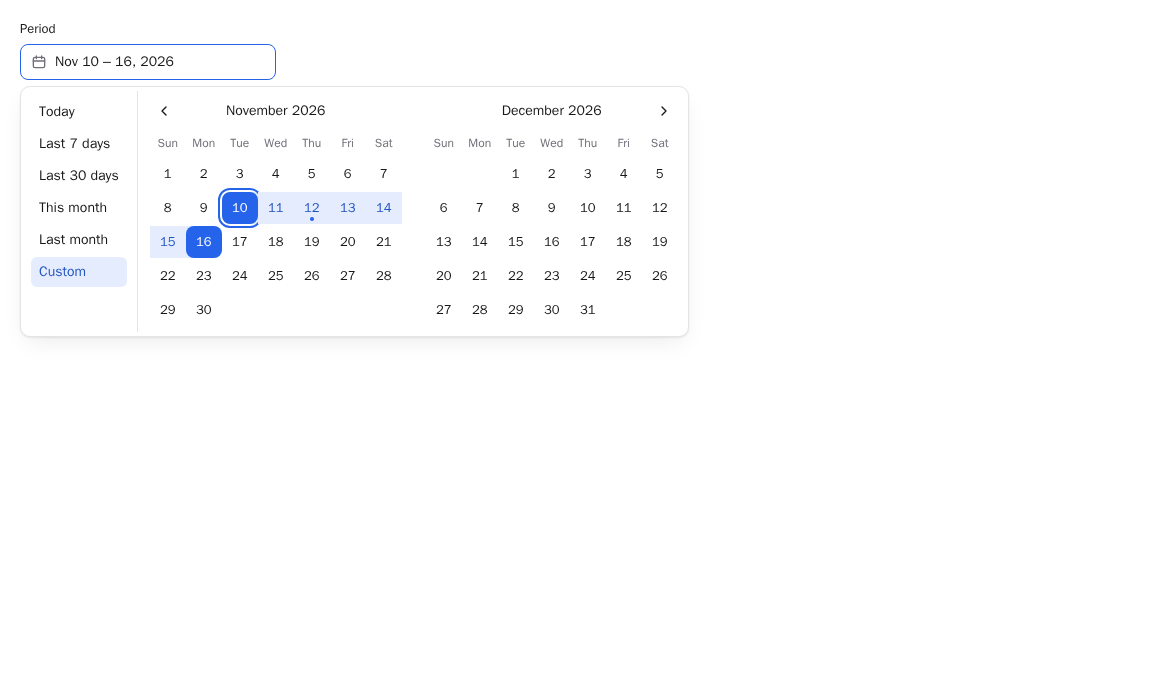 Period
Nov 10 – 16, 2026
Today
Last 7 days
Last 30 days
This month
Last month
Custom
November 2026
Sun Mon Tue Wed Thu Fri Sat
1 2 3 4 5 6 7
8 9 10 11 12 13 14
15 16 17 18 19 20 21
22 23 24 25 26 27 28
29 30
December 2026
Sun Mon Tue Wed Thu Fri Sat
1 2 3 4 5
6 7 8 9 10 11 12
13 14 15 16 17 18 19
20 21 22 23 24 25 26
27 28 29 30 31